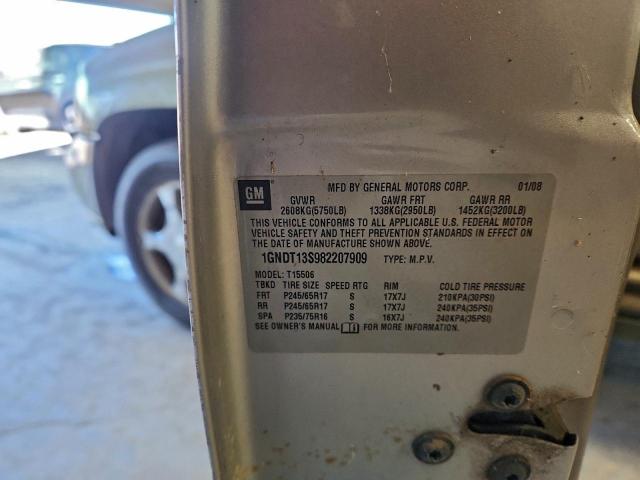 GM MFD BY GENERAL MOTORS CORP. 01/08
GVWR GAWR FRT GAWR RR
2608KG(5750LB) 1338KG(2950LB) 1452KG(3200LB)
THIS VEHICLE CONFORMS TO ALL APPLICABLE U.S. FEDERAL MOTOR
VEHICLE SAFETY AND THEFT PREVENTION STANDARDS IN EFFECT ON
THE DATE OF MANUFACTURE SHOWN ABOVE.
1GNDT13S982207909 TYPE: M.P.V.
MODEL: T15506
TBKD TIRE SIZE SPEED RTG RIM COLD TIRE PRESSURE
FRT P245/65R17 S 17X7J 210KPA(30PSI)
RR P245/65R17 S 17X7J 240KPA(35PSI)
SPA P235/75R16 S 16X7J 240KPA(35PSI)
SEE OWNER'S MANUAL FOR MORE INFORMATION.